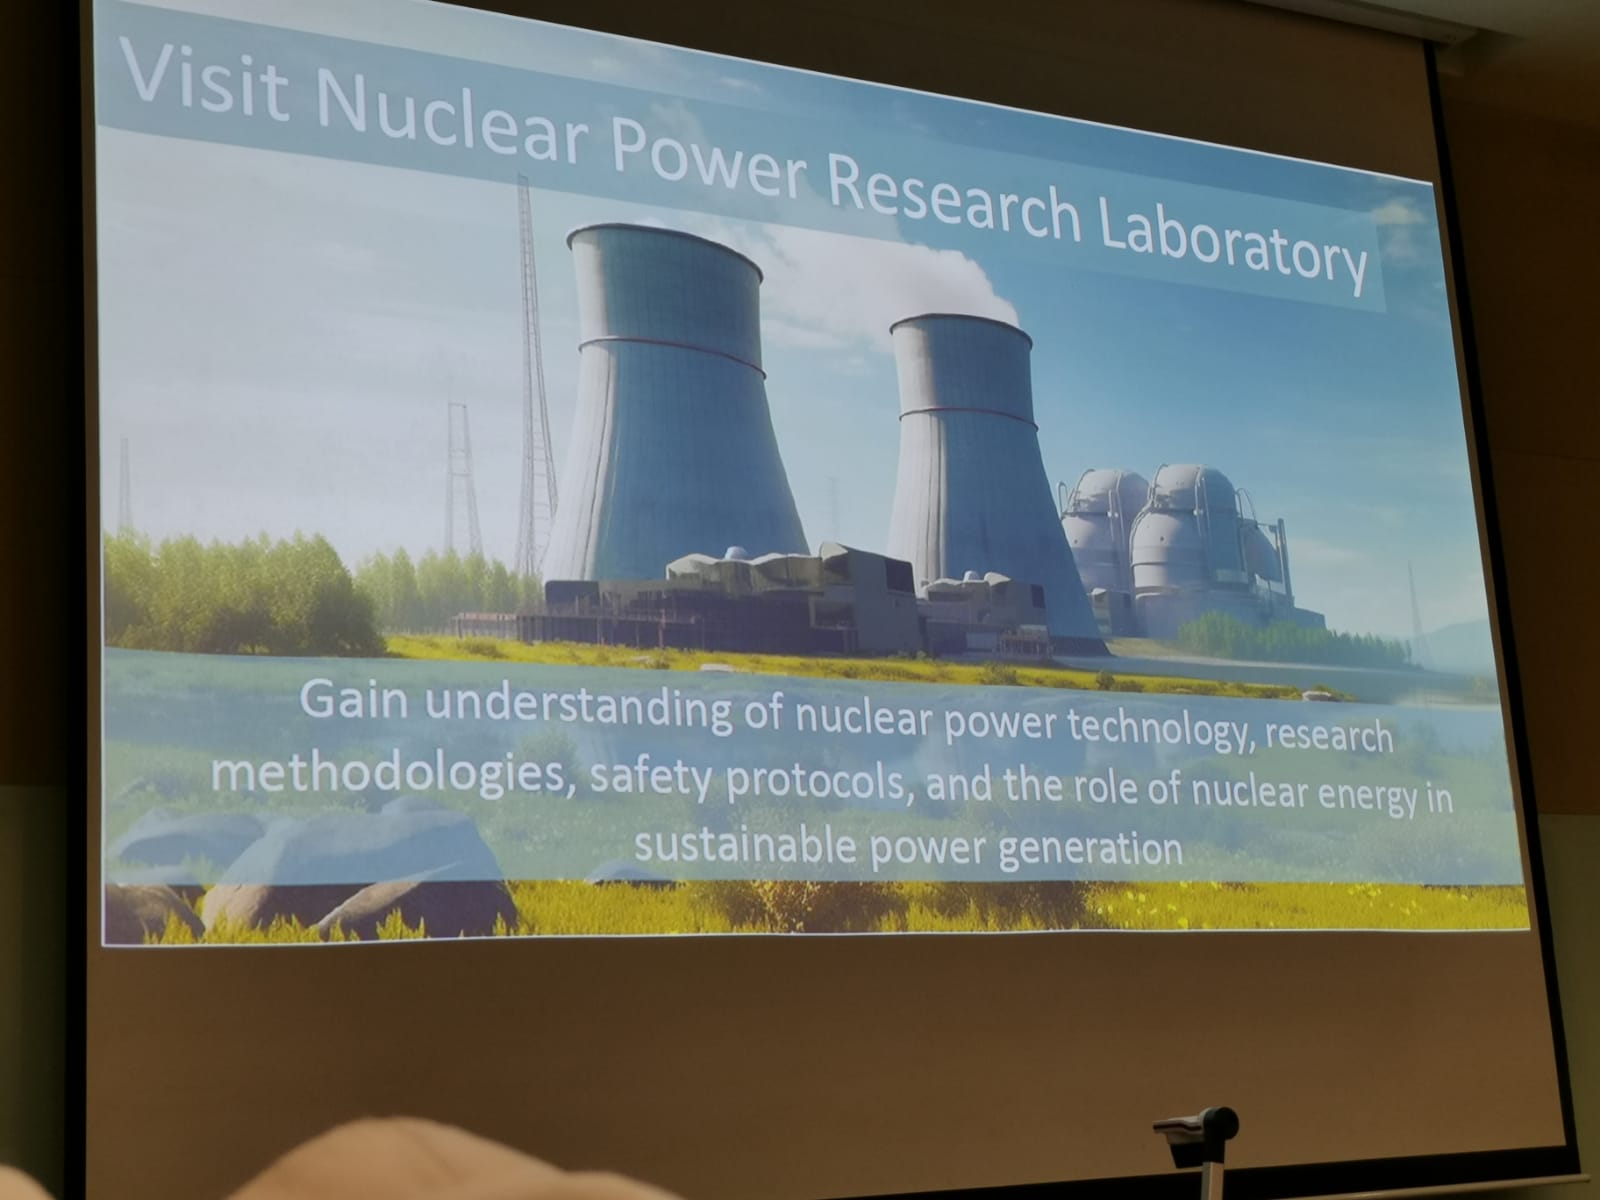 Visit Nuclear Power Research Laboratory
Gain understanding of nuclear power technology, research
methodologies, safety protocols, and the role of nuclear energy in
sustainable power generation